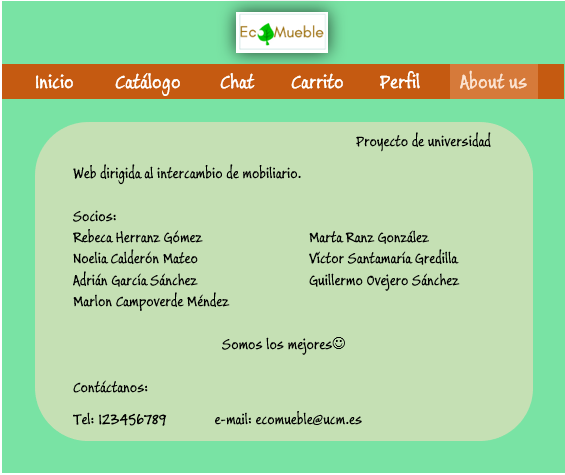 EcoMueble
Inicio Catálogo Chat Carrito Perfil About us
Proyecto de universidad
Web dirigida al intercambio de mobiliario.
Socios:
Rebeca Herranz Gómez Marta Ranz González
Noelia Calderón Mateo Víctor Santamaría Gredilla
Adrián García Sánchez Guillermo Ovejero Sánchez
Marlon Campoverde Méndez
Somos los mejores☺
Contáctanos:
Tel: 123456789 e-mail: ecomueble@ucm.es